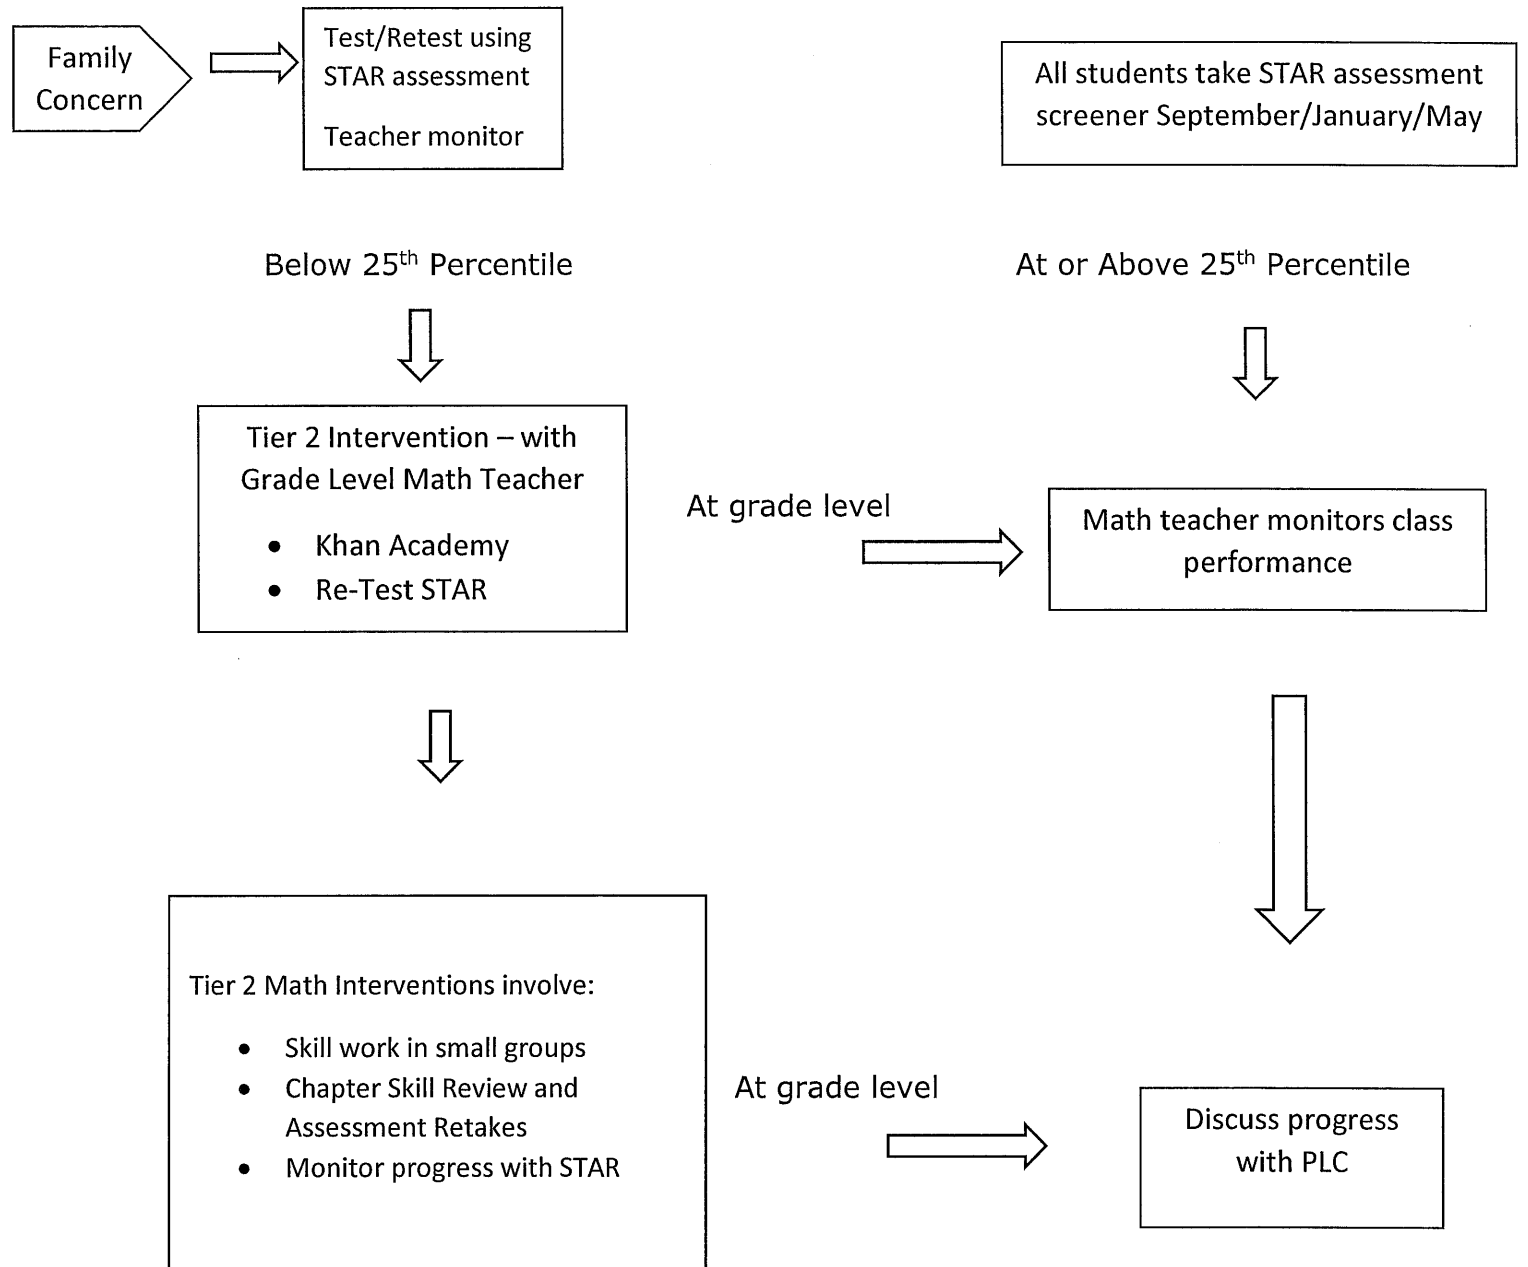 Family
Concern
Test/Retest using
STAR assessment
Teacher monitor
All students take STAR assessment
screener September/January/May
Below 25th Percentile
At or Above 25th Percentile
Tier 2 Intervention – with
Grade Level Math Teacher
• Khan Academy
• Re-Test STAR
At grade level
Math teacher monitors class
performance
Tier 2 Math Interventions involve:
• Skill work in small groups
• Chapter Skill Review and
Assessment Retakes
• Monitor progress with STAR
At grade level
Discuss progress
with PLC